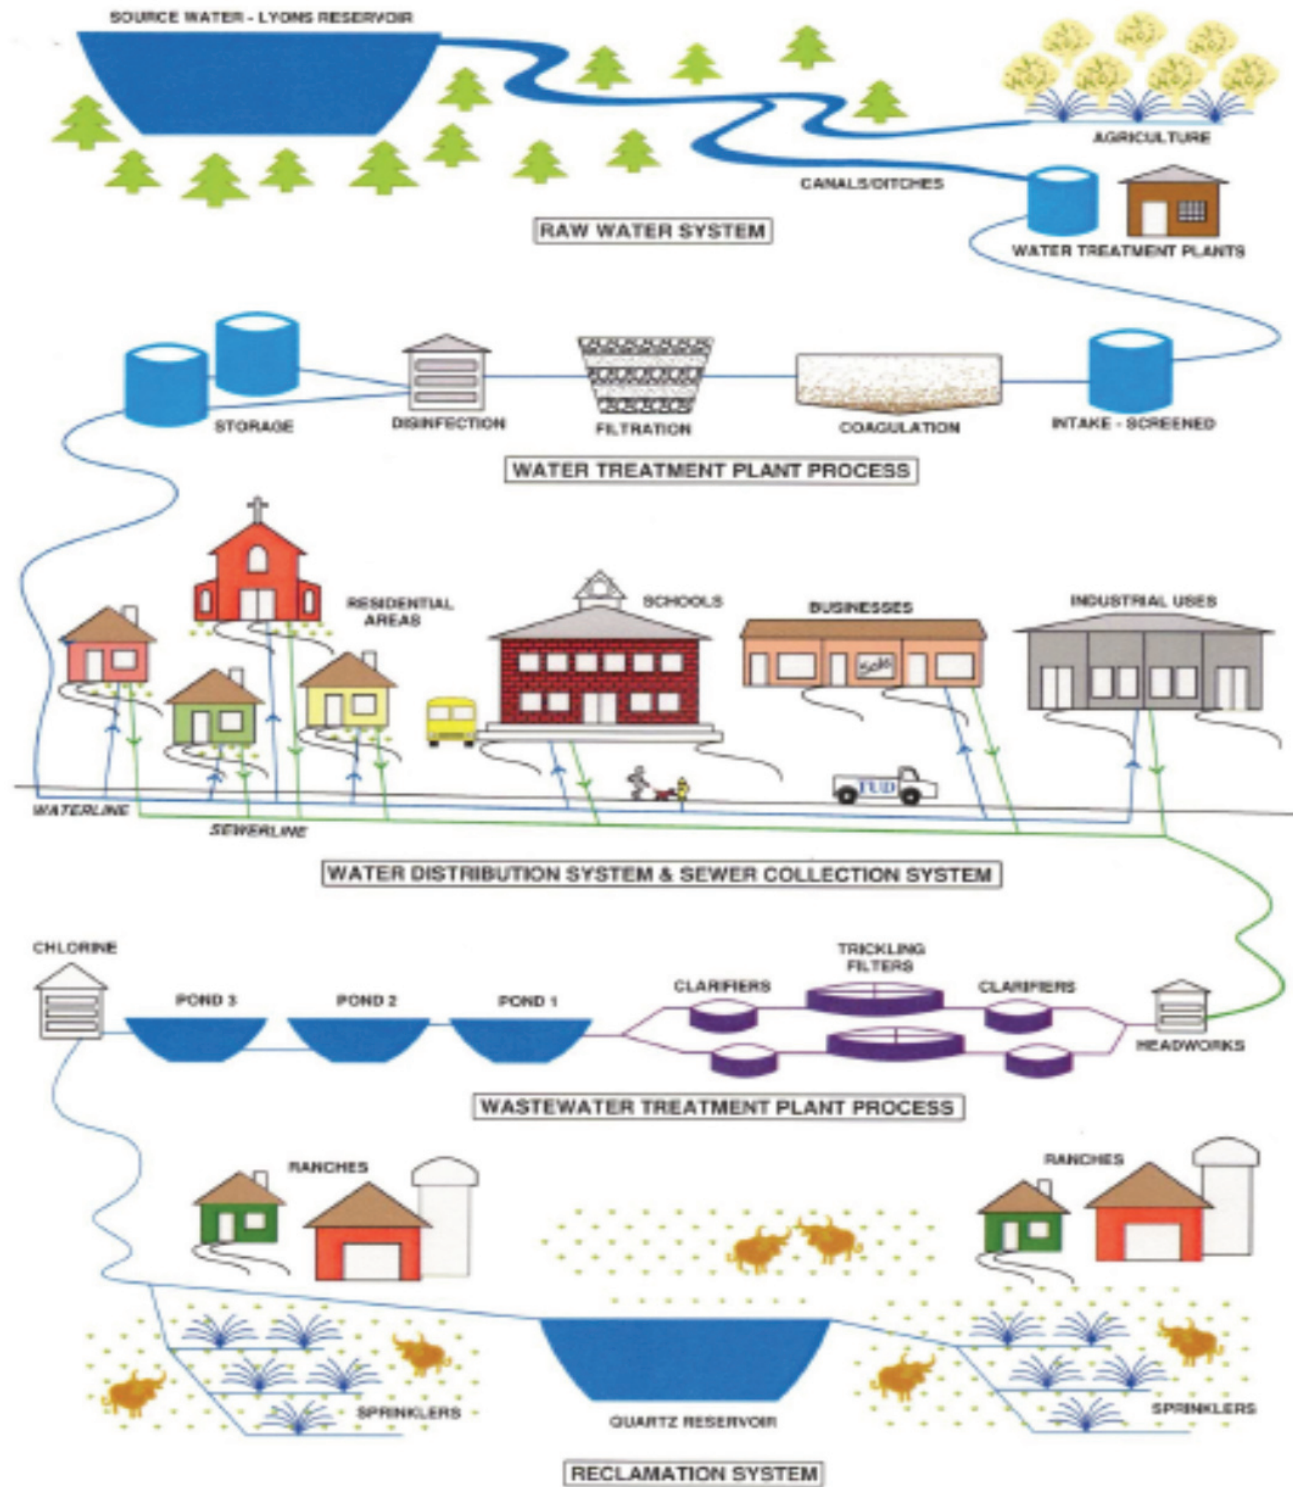 SOURCE WATER - LYONS RESERVOIR
AGRICULTURE
CANALS/DITCHES
RAW WATER SYSTEM
WATER TREATMENT PLANTS
STORAGE
DISINFECTION
FILTRATION
COAGULATION
INTAKE - SCREENED
WATER TREATMENT PLANT PROCESS
RESIDENTIAL
AREAS
SCHOOLS
BUSINESSES
INDUSTRIAL USES
Sale
TUD
WATERLINE
SEWERLINE
WATER DISTRIBUTION SYSTEM & SEWER COLLECTION SYSTEM
CHLORINE
POND 3
POND 2
POND 1
CLARIFIERS
TRICKLING
FILTERS
CLARIFIERS
HEADWORKS
WASTEWATER TREATMENT PLANT PROCESS
RANCHES
RANCHES
SPRINKLERS
QUARTZ RESERVOIR
SPRINKLERS
RECLAMATION SYSTEM